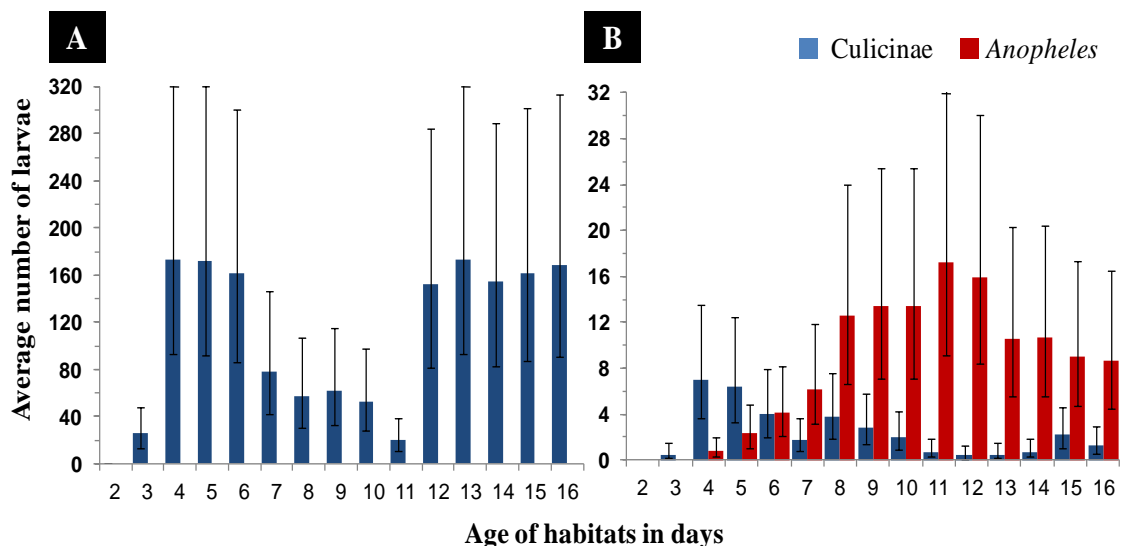 A
B
Culicinae Anopheles
Average number of larvae
320
280
240
200
160
120
80
40
0
2 3 4 5 6 7 8 9 10 11 12 13 14 15 16
32
28
24
20
16
12
8
4
0
2 3 4 5 6 7 8 9 10 11 12 13 14 15 16
Age of habitats in days